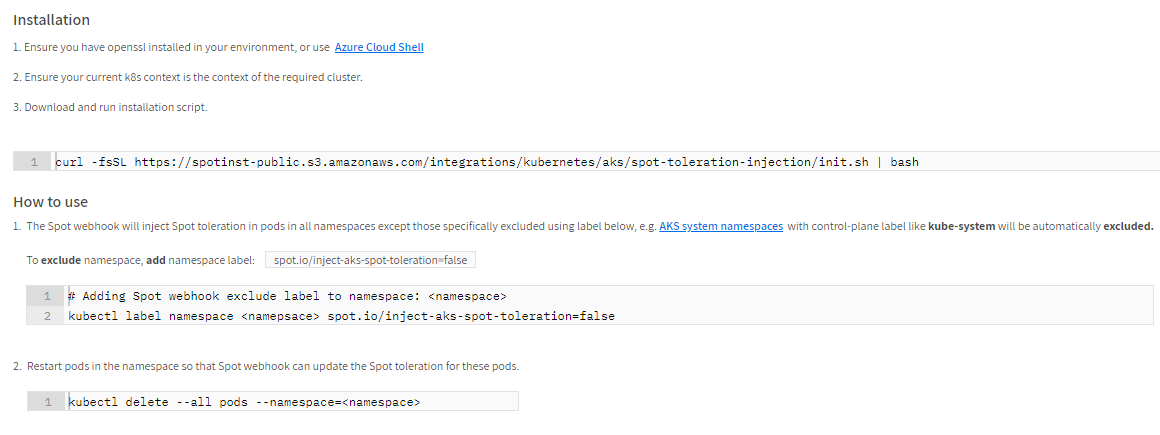 Installation
1. Ensure you have openssl installed in your environment, or use Azure Cloud Shell
2. Ensure your current k8s context is the context of the required cluster.
3. Download and run installation script.
1 curl -fsSL https://spotinst-public.s3.amazonaws.com/integrations/kubernetes/aks/spot-toleration-injection/init.sh | bash
How to use
1. The Spot webhook will inject Spot toleration in pods in all namespaces except those specifically excluded using label below, e.g. AKS system namespaces with control-plane label like kube-system will be automatically excluded.
To exclude namespace, add namespace label: spot.io/inject-aks-spot-toleration=false
1 # Adding Spot webhook exclude label to namespace: <namespace>
2 kubectl label namespace <namepsace> spot.io/inject-aks-spot-toleration=false
2. Restart pods in the namespace so that Spot webhook can update the Spot toleration for these pods.
1 kubectl delete --all pods --namespace=<namespace>